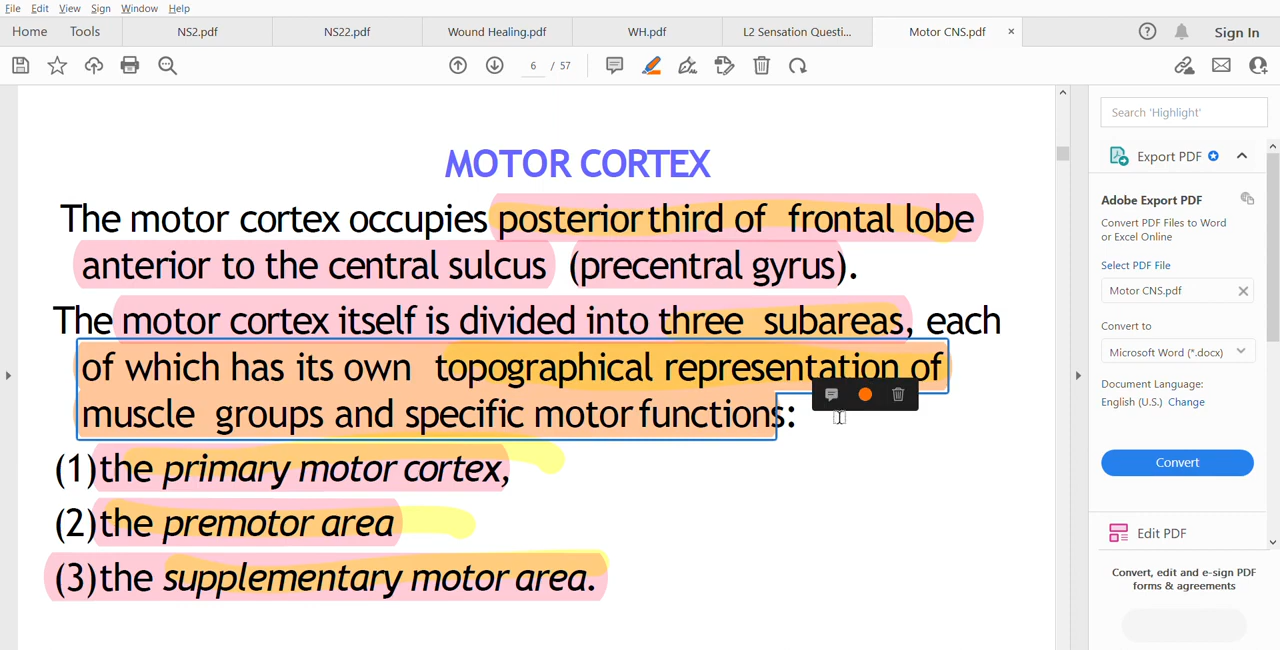 File Edit View Sign Window Help
Home Tools NS2.pdf NS22.pdf Wound Healing.pdf WH.pdf L2 Sensation Questi... Motor CNS.pdf × Sign In
6 / 57
Search 'Highlight'
MOTOR CORTEX
The motor cortex occupies posterior third of frontal lobe
anterior to the central sulcus (precentral gyrus).
The motor cortex itself is divided into three subareas, each
of which has its own topographical representation of
muscle groups and specific motor functions:
(1)the primary motor cortex,
(2)the premotor area
(3)the supplementary motor area.
Export PDF
Adobe Export PDF
Convert PDF Files to Word
or Excel Online
Select PDF File
Motor CNS.pdf
Convert to
Microsoft Word (*.docx)
Document Language:
English (U.S.) Change
Convert
Edit PDF
Convert, edit and e-sign PDF
forms & agreements